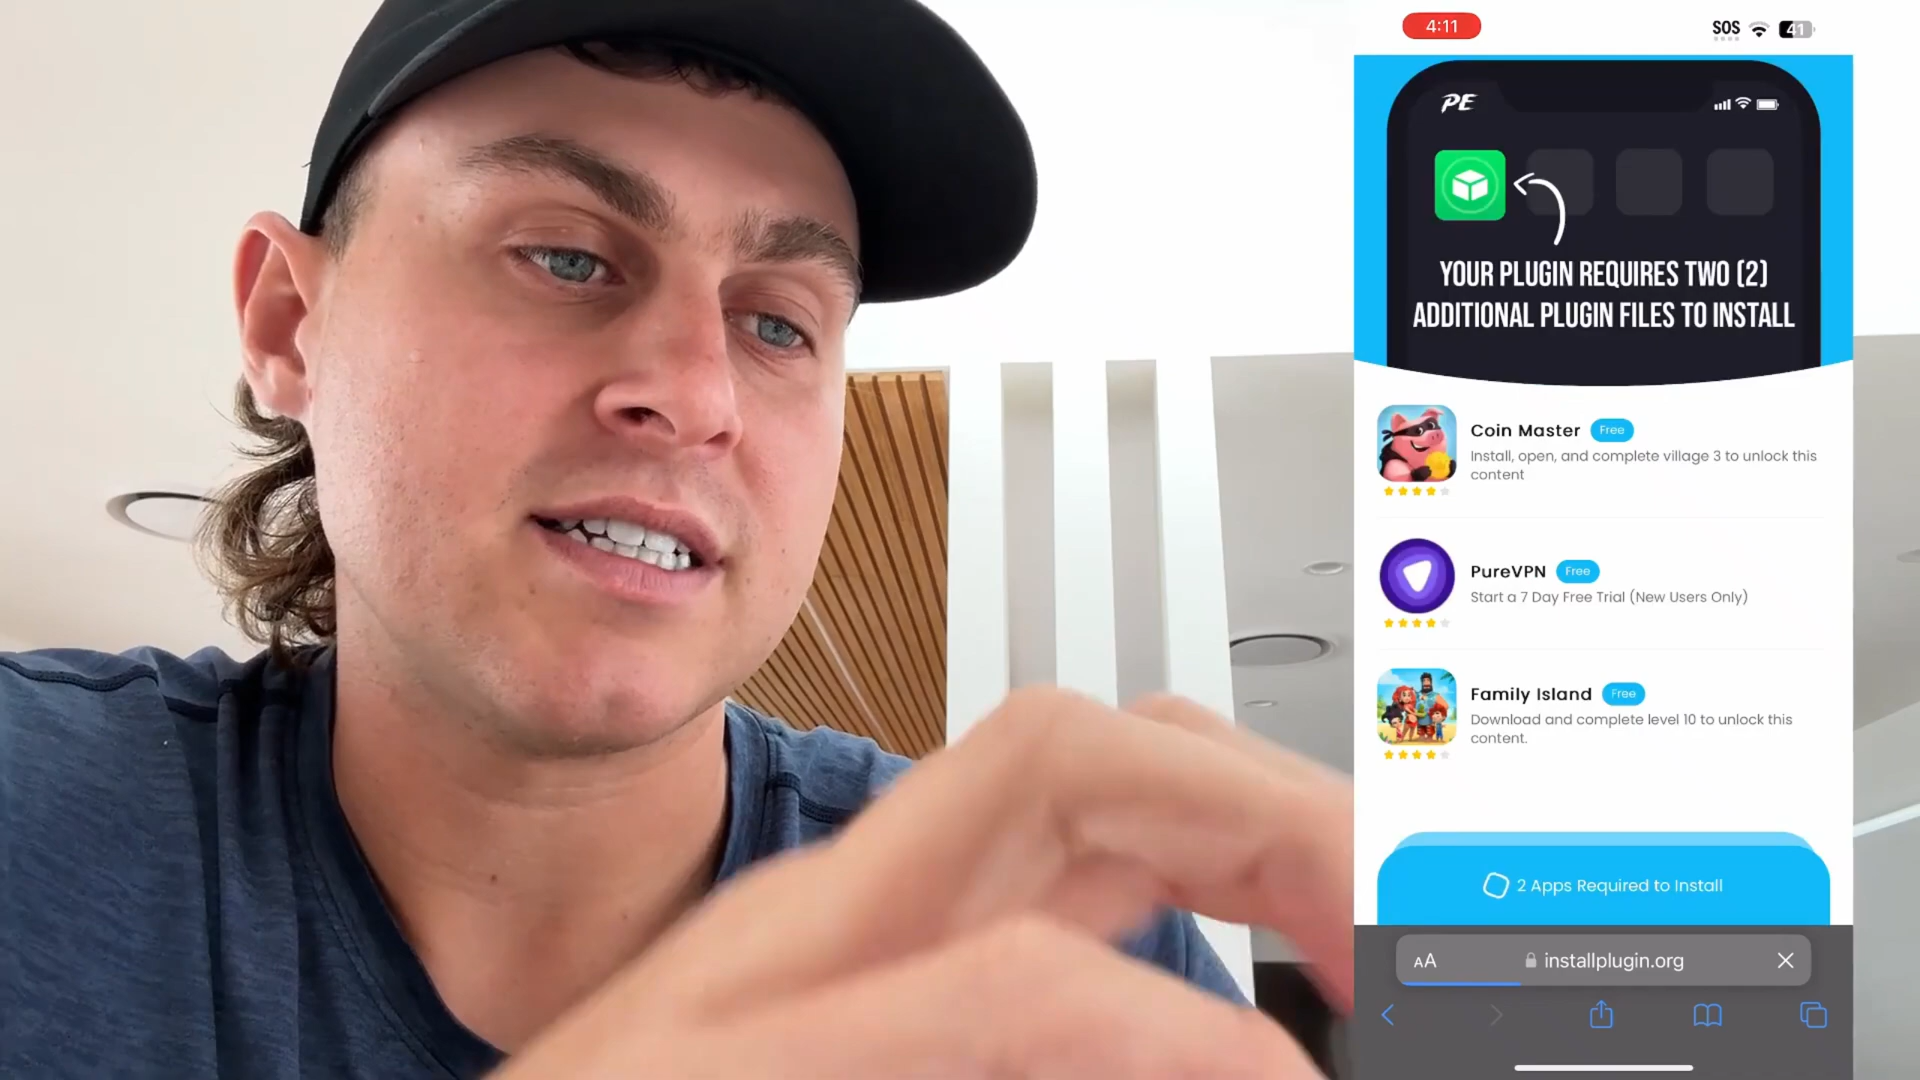 4:11
SOS
41
PE
YOUR PLUGIN REQUIRES TWO (2)
ADDITIONAL PLUGIN FILES TO INSTALL
Coin Master Free
Install, open, and complete village 3 to unlock this
content
PureVPN Free
Start a 7 Day Free Trial (New Users Only)
Family Island Free
Download and complete level 10 to unlock this
content.
2 Apps Required to Install
AA
installplugin.org